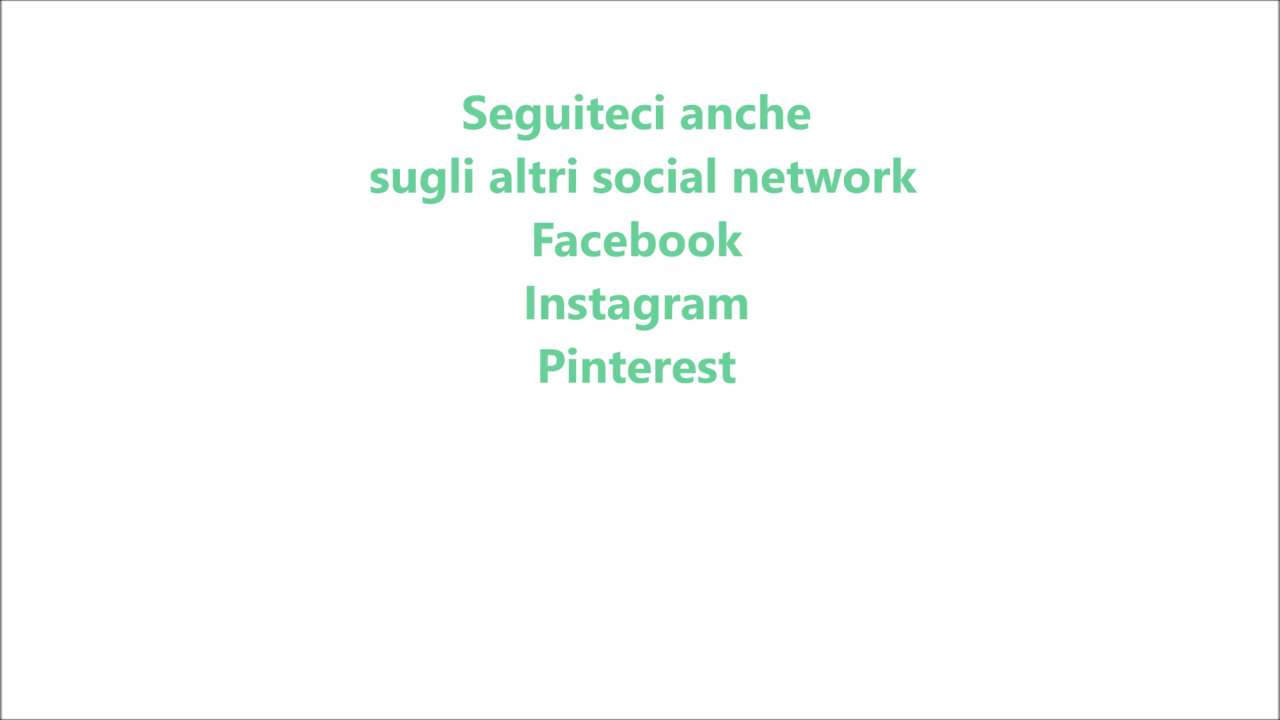 Seguiteci anche
sugli altri social network
Facebook
Instagram
Pinterest